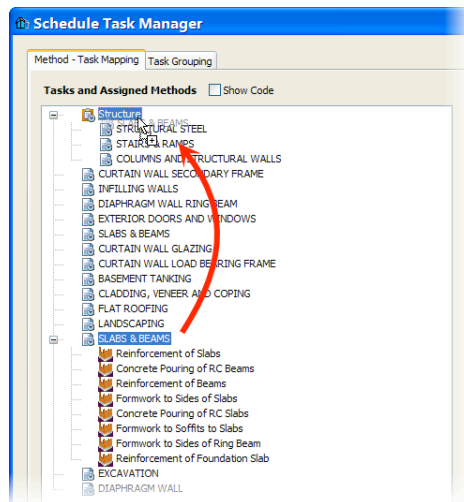 Schedule Task Manager
Method - Task Mapping Task Grouping
Tasks and Assigned Methods Show Code
Structure
SLABS & BEAMS
STRUCTURAL STEEL
STAIRS & RAMPS
COLUMNS AND STRUCTURAL WALLS
CURTAIN WALL SECONDARY FRAME
INFILLING WALLS
DIAPHRAGM WALL RING BEAM
EXTERIOR DOORS AND WINDOWS
SLABS & BEAMS
CURTAIN WALL GLAZING
CURTAIN WALL LOAD BEARING FRAME
BASEMENT TANKING
CLADDING, VENEER AND COPING
FLAT ROOFING
LANDSCAPING
SLABS & BEAMS
Reinforcement of Slabs
Concrete Pouring of RC Beams
Reinforcement of Beams
Formwork to Sides of Slabs
Concrete Pouring of RC Slabs
Formwork to Soffits to Slabs
Formwork to Sides of Ring Beam
Reinforcement of Foundation Slab
EXCAVATION
DIAPHRAGM WALL